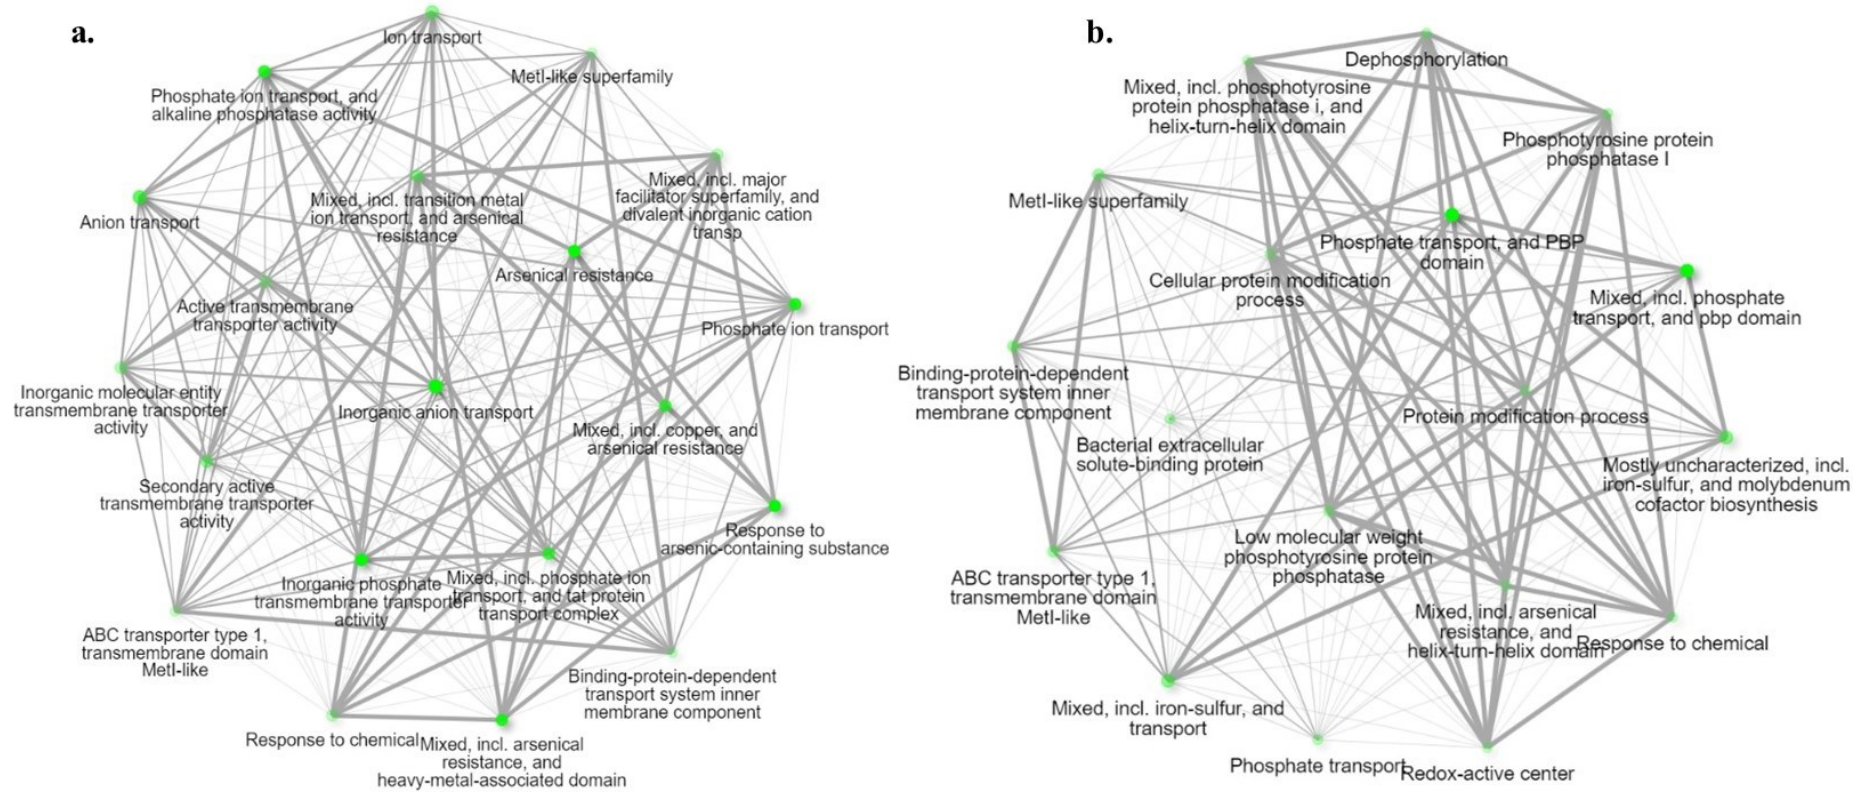 a.
Ion transport
MetI-like superfamily
Phosphate ion transport, and
alkaline phosphatase activity
Mixed, incl. major
facilitator superfamily, and
divalent inorganic cation
transp
Mixed, incl. transition metal
ion transport, and arsenical
resistance
Anion transport
Arsenical resistance
Active transmembrane
transporter activity
Phosphate ion transport
Inorganic molecular entity
transmembrane transporter
activity
Inorganic anion transport
Mixed, incl. copper, and
arsenical resistance
Secondary active
transmembrane transporter
activity
Response to
arsenic-containing substance
Inorganic phosphate
transmembrane transporter
activity
Mixed, incl. phosphate ion
transport, and tat protein
transport complex
ABC transporter type 1,
transmembrane domain
MetI-like
Binding-protein-dependent
transport system inner
membrane component
Response to chemical
Mixed, incl. arsenical
resistance, and
heavy-metal-associated domain
b.
Dephosphorylation
Mixed, incl. phosphotyrosine
protein phosphatase i, and
helix-turn-helix domain
Phosphotyrosine protein
phosphatase I
MetI-like superfamily
Phosphate transport, and PBP
domain
Cellular protein modification
process
Mixed, incl. phosphate
transport, and pbp domain
Binding-protein-dependent
transport system inner
membrane component
Protein modification process
Bacterial extracellular
solute-binding protein
Mostly uncharacterized, incl.
iron-sulfur, and molybdenum
cofactor biosynthesis
Low molecular weight
phosphotyrosine protein
phosphatase
ABC transporter type 1,
transmembrane domain
MetI-like
Mixed, incl. arsenical
resistance, and
helix-turn-helix domain
Response to chemical
Mixed, incl. iron-sulfur, and
transport
Phosphate transport
Redox-active center